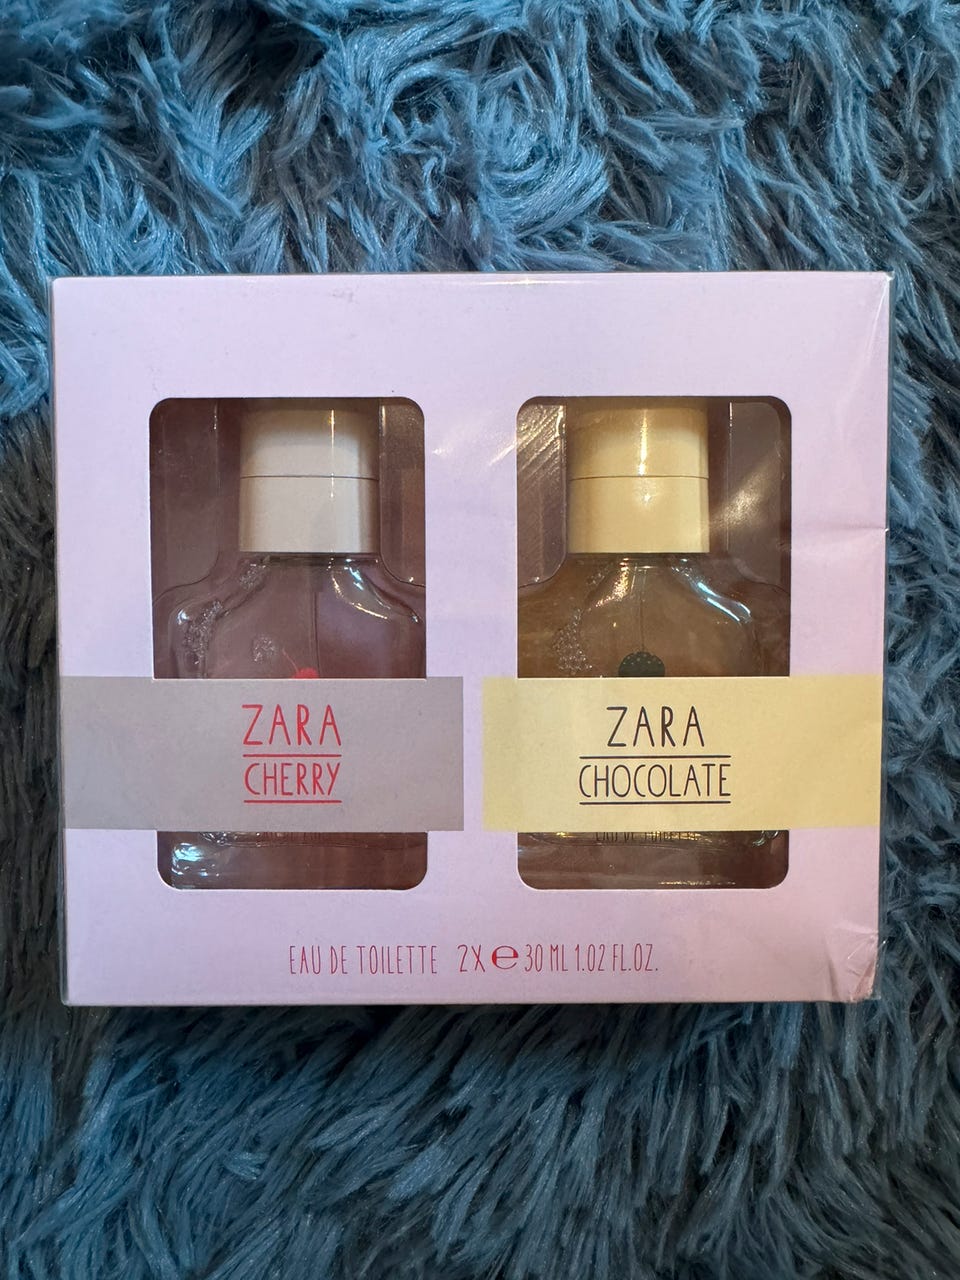 ZARA
CHERRY
ZARA
CHOCOLATE
EAU DE TOILETTE 2X ℮ 30 ML 1.02 FL.OZ.